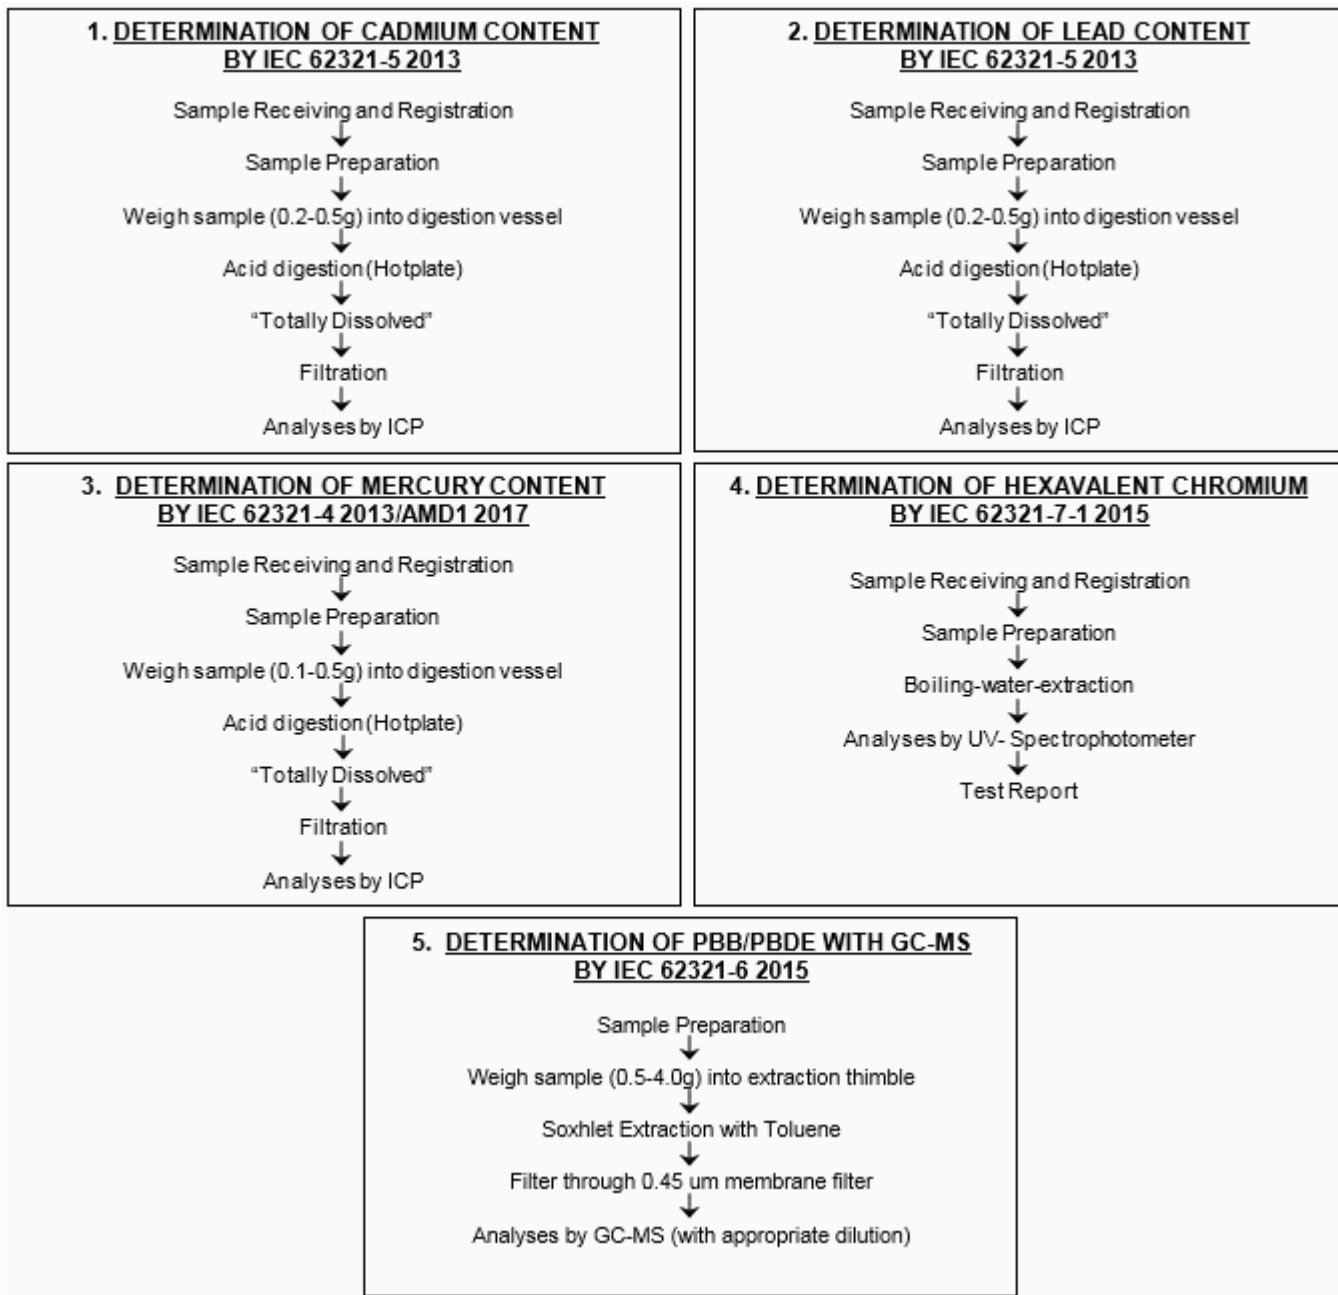 1. DETERMINATION OF CADMIUM CONTENT
BY IEC 62321-5 2013
Sample Receiving and Registration
Sample Preparation
Weigh sample (0.2-0.5g) into digestion vessel
Acid digestion (Hotplate)
“Totally Dissolved”
Filtration
Analyses by ICP
2. DETERMINATION OF LEAD CONTENT
BY IEC 62321-5 2013
Sample Receiving and Registration
Sample Preparation
Weigh sample (0.2-0.5g) into digestion vessel
Acid digestion (Hotplate)
“Totally Dissolved”
Filtration
Analyses by ICP
3. DETERMINATION OF MERCURY CONTENT
BY IEC 62321-4 2013/AMD1 2017
Sample Receiving and Registration
Sample Preparation
Weigh sample (0.1-0.5g) into digestion vessel
Acid digestion (Hotplate)
“Totally Dissolved”
Filtration
Analyses by ICP
4. DETERMINATION OF HEXAVALENT CHROMIUM
BY IEC 62321-7-1 2015
Sample Receiving and Registration
Sample Preparation
Boiling-water-extraction
Analyses by UV- Spectrophotometer
Test Report
5. DETERMINATION OF PBB/PBDE WITH GC-MS
BY IEC 62321-6 2015
Sample Preparation
Weigh sample (0.5-4.0g) into extraction thimble
Soxhlet Extraction with Toluene
Filter through 0.45 um membrane filter
Analyses by GC-MS (with appropriate dilution)